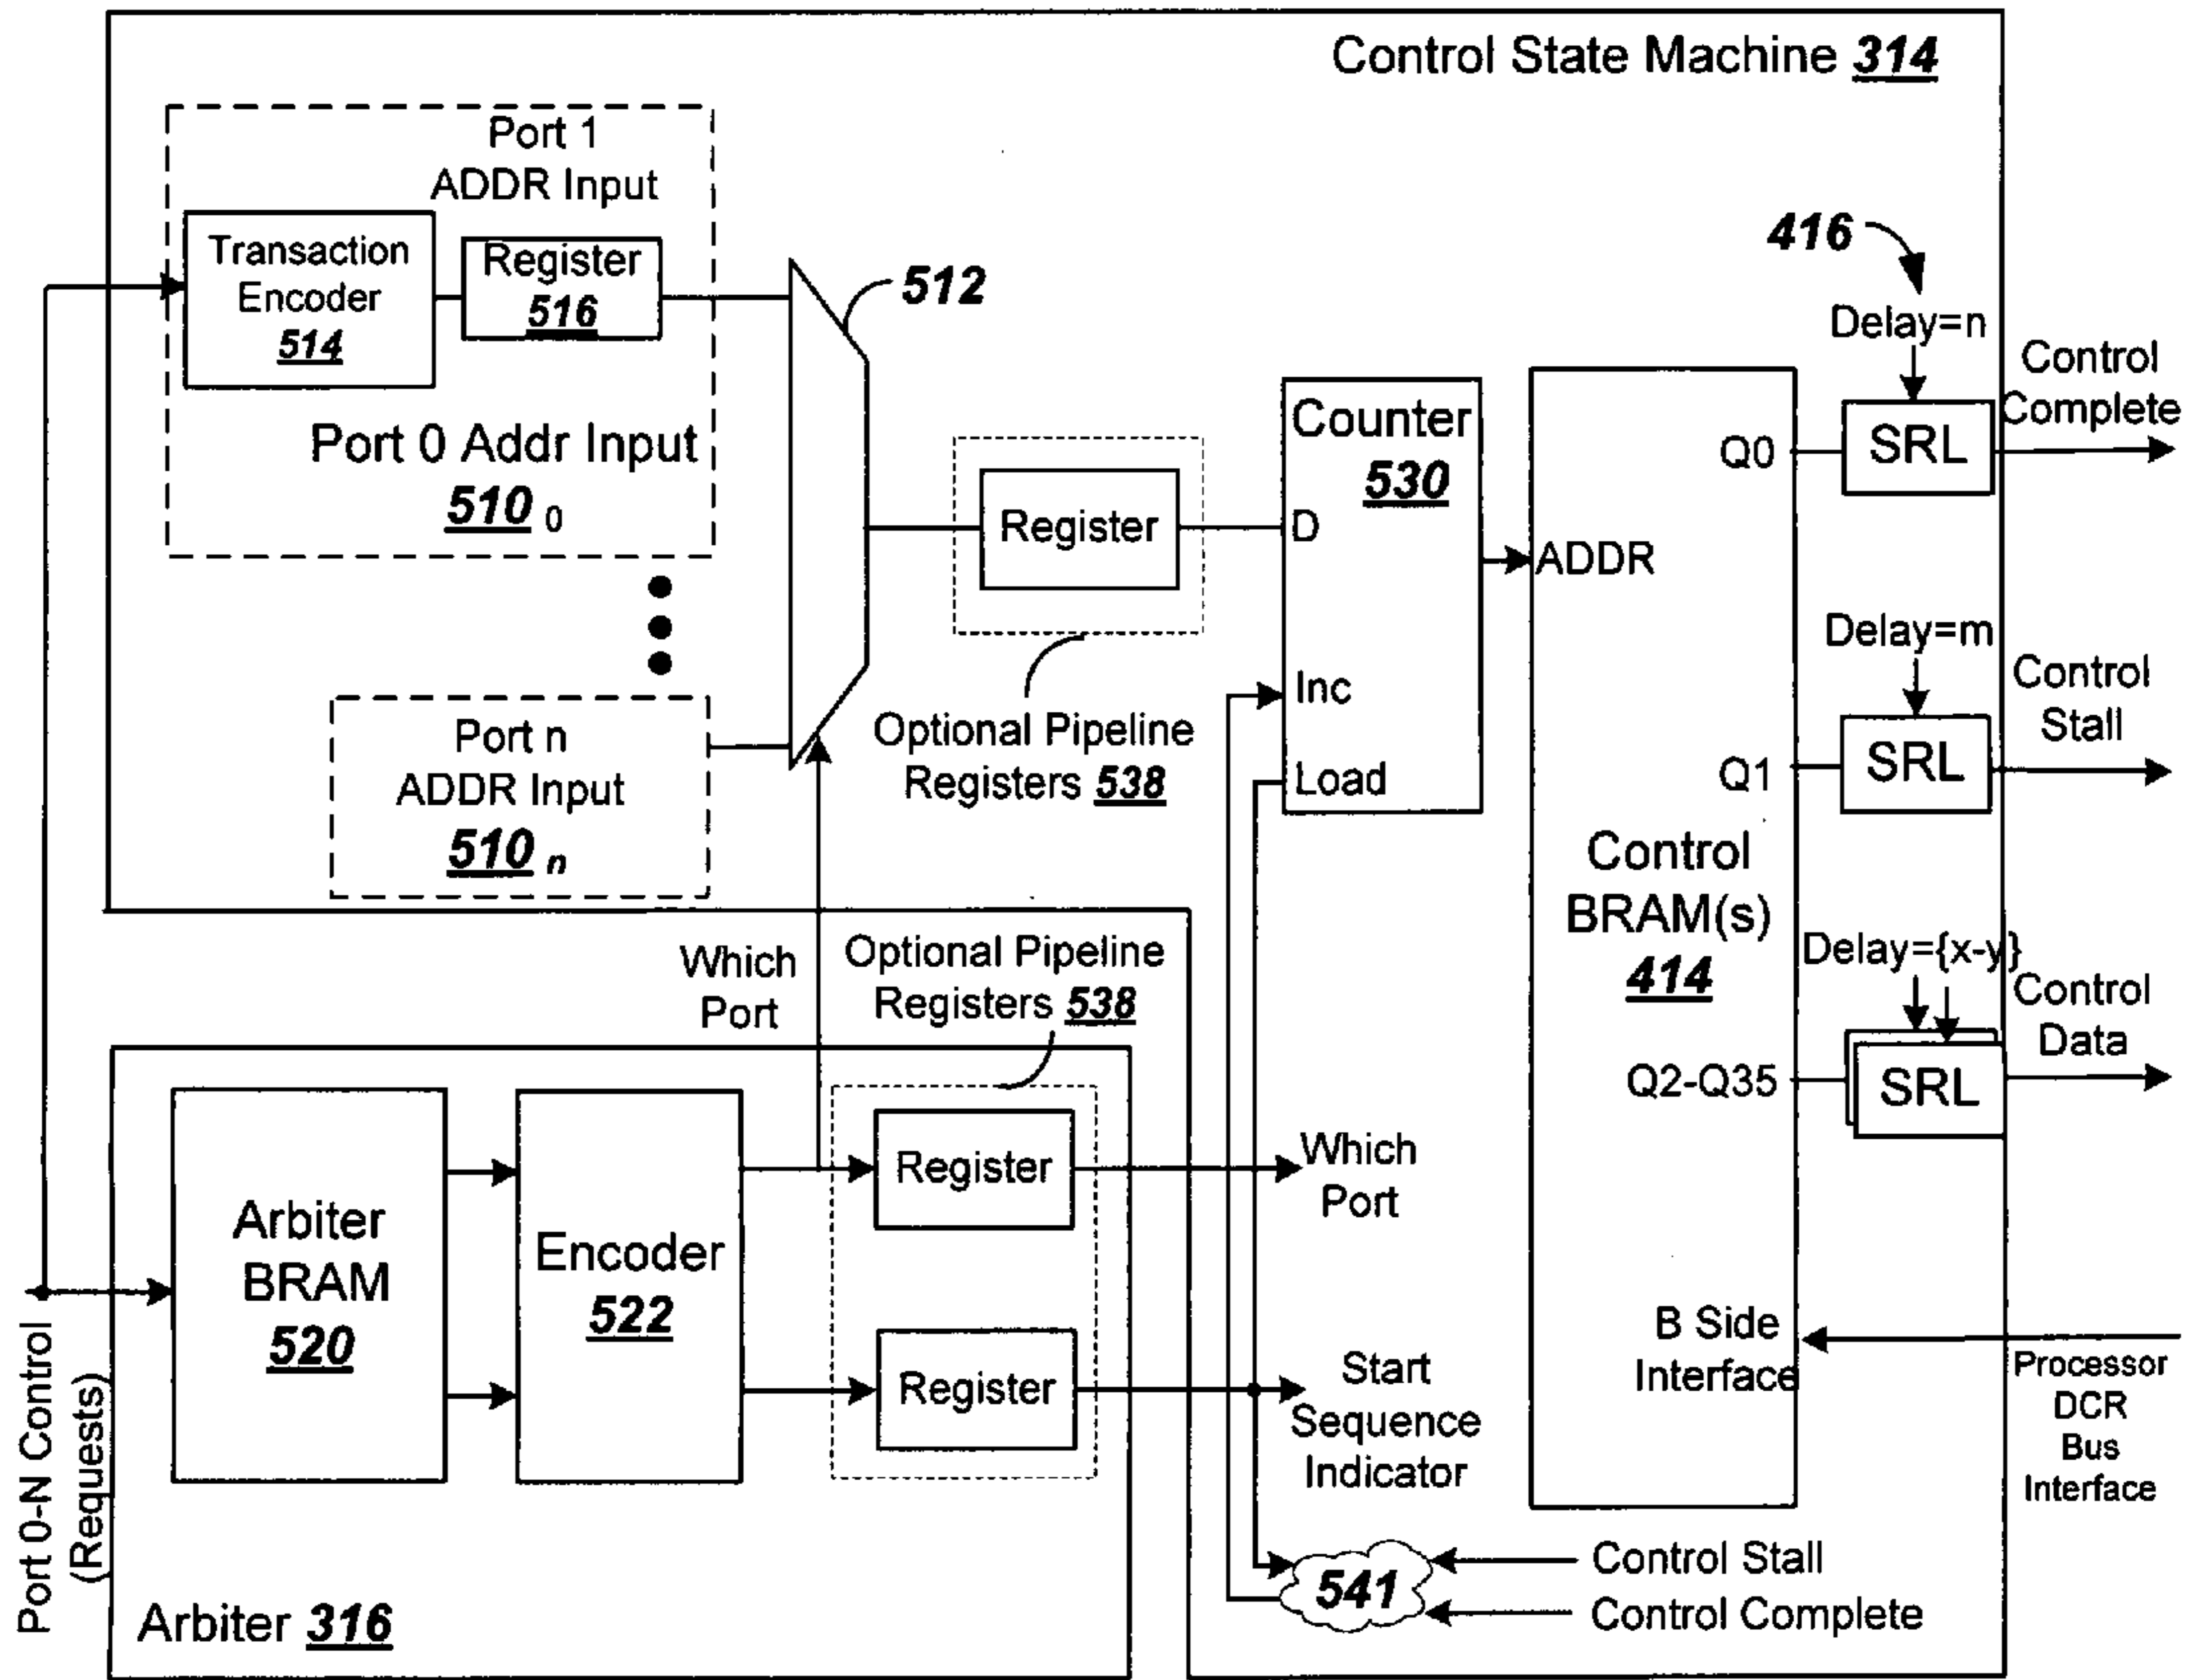 Control State Machine 314
Port 1
ADDR Input
Transaction
Encoder
514
Register
516
Port 0 Addr Input
510 0
512
Port n
ADDR Input
510 n
Register
Optional Pipeline
Registers 538
Counter
530
D
Inc
Load
ADDR
Q0
Q1
Control
BRAM(s)
414
Q2-Q35
B Side
Interface
416
Delay=n
SRL
Control
Complete
Delay=m
SRL
Control
Stall
Delay={x-y}
SRL
Control
Data
Processor
DCR
Bus
Interface
Which
Port
Optional Pipeline
Registers 538
Port 0-N Control
(Requests)
Arbiter
BRAM
520
Encoder
522
Register
Register
Which
Port
Start
Sequence
Indicator
541
Control Stall
Control Complete
Arbiter 316